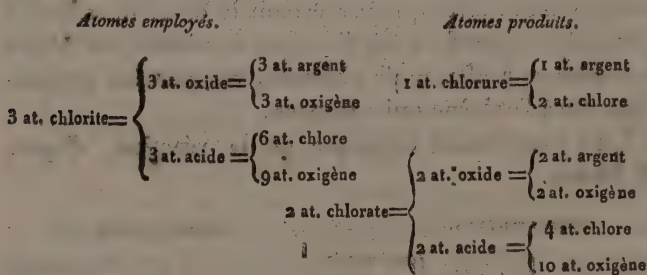 Atomes employés.
3 at. chlorite=
3 at. oxide=
3 at. argent
3 at. oxigène
3 at. acide=
6 at. chlore
9 at. oxigène
Atomes produits.
1 at. chlorure=
1 at. argent
2 at. chlore
2 at. chlorate=
2 at. oxide=
2 at. argent
2 at. oxigène
2 at. acide=
4 at. chlore
10 at. oxigène